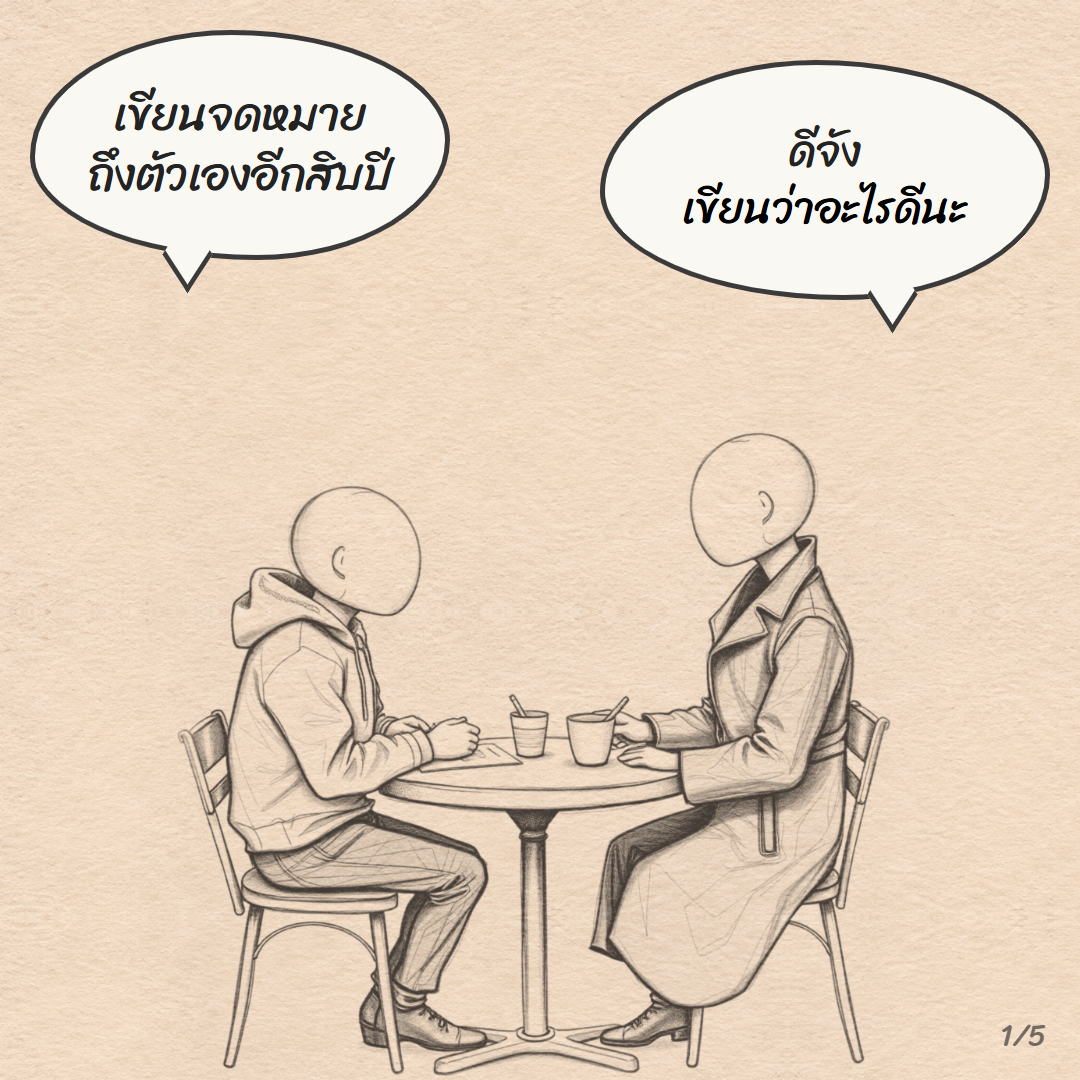 เขียนจดหมาย
ถึงตัวเองอีกสิบปี
ดีจัง
เขียนว่าอะไรดีนะ
1/5